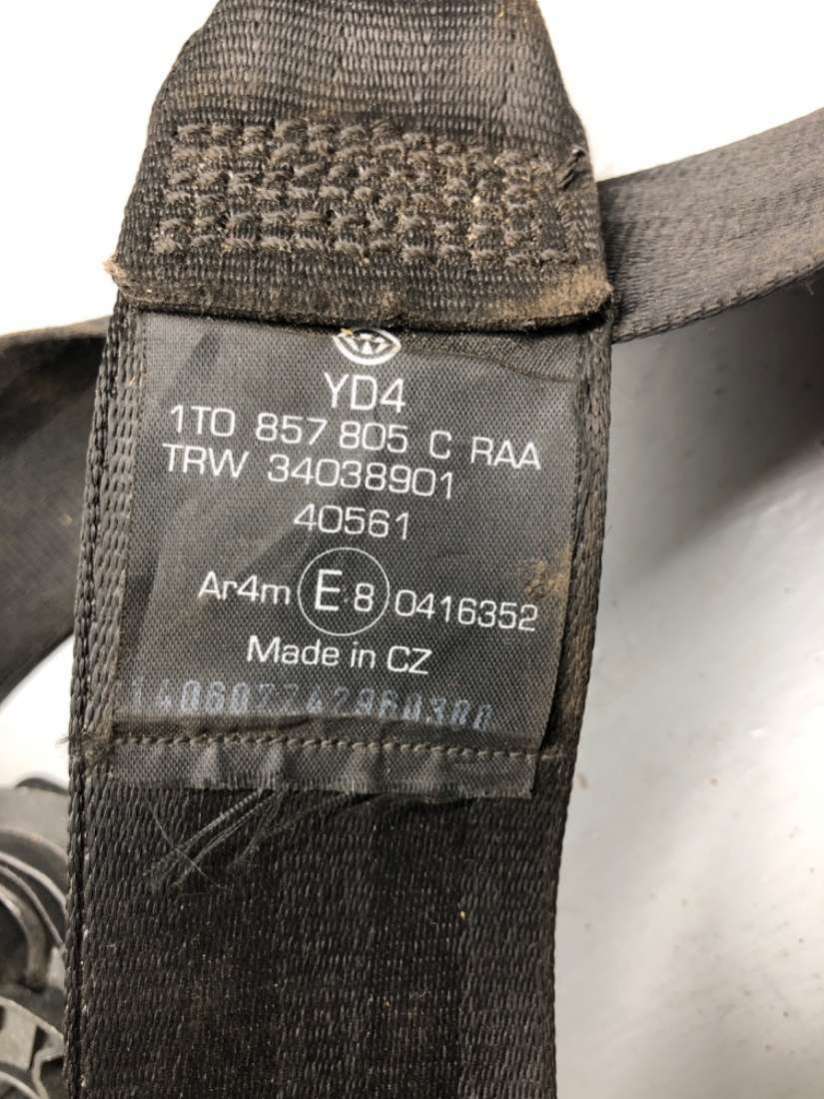 YD4
1T0 857 805 C RAA
TRW 34038901
40561
Ar4m E 8 0416352
Made in CZ